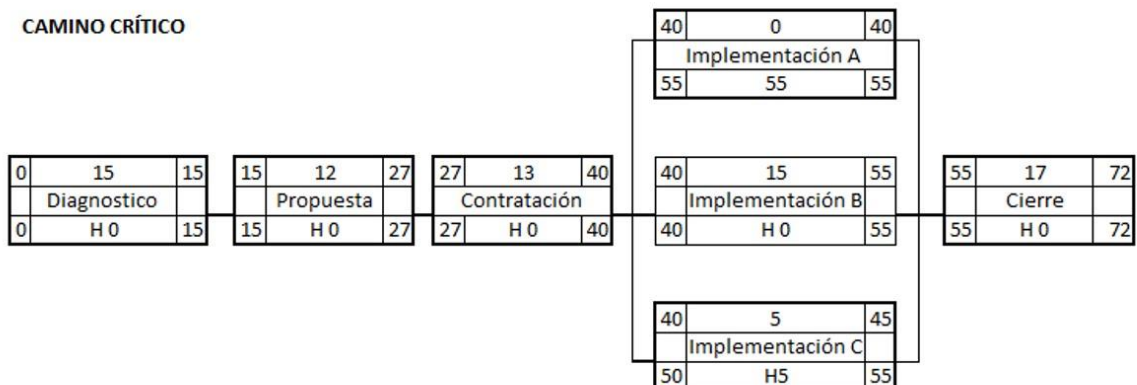 CAMINO CRÍTICO
40 0 40
Implementación A
55 55 55
0 15 15
Diagnostico
0 H 0 15
15 12 27
Propuesta
15 H 0 27
27 13 40
Contratación
27 H 0 40
40 15 55
Implementación B
40 H 0 55
55 17 72
Cierre
55 H 0 72
40 5 45
Implementación C
50 H5 55